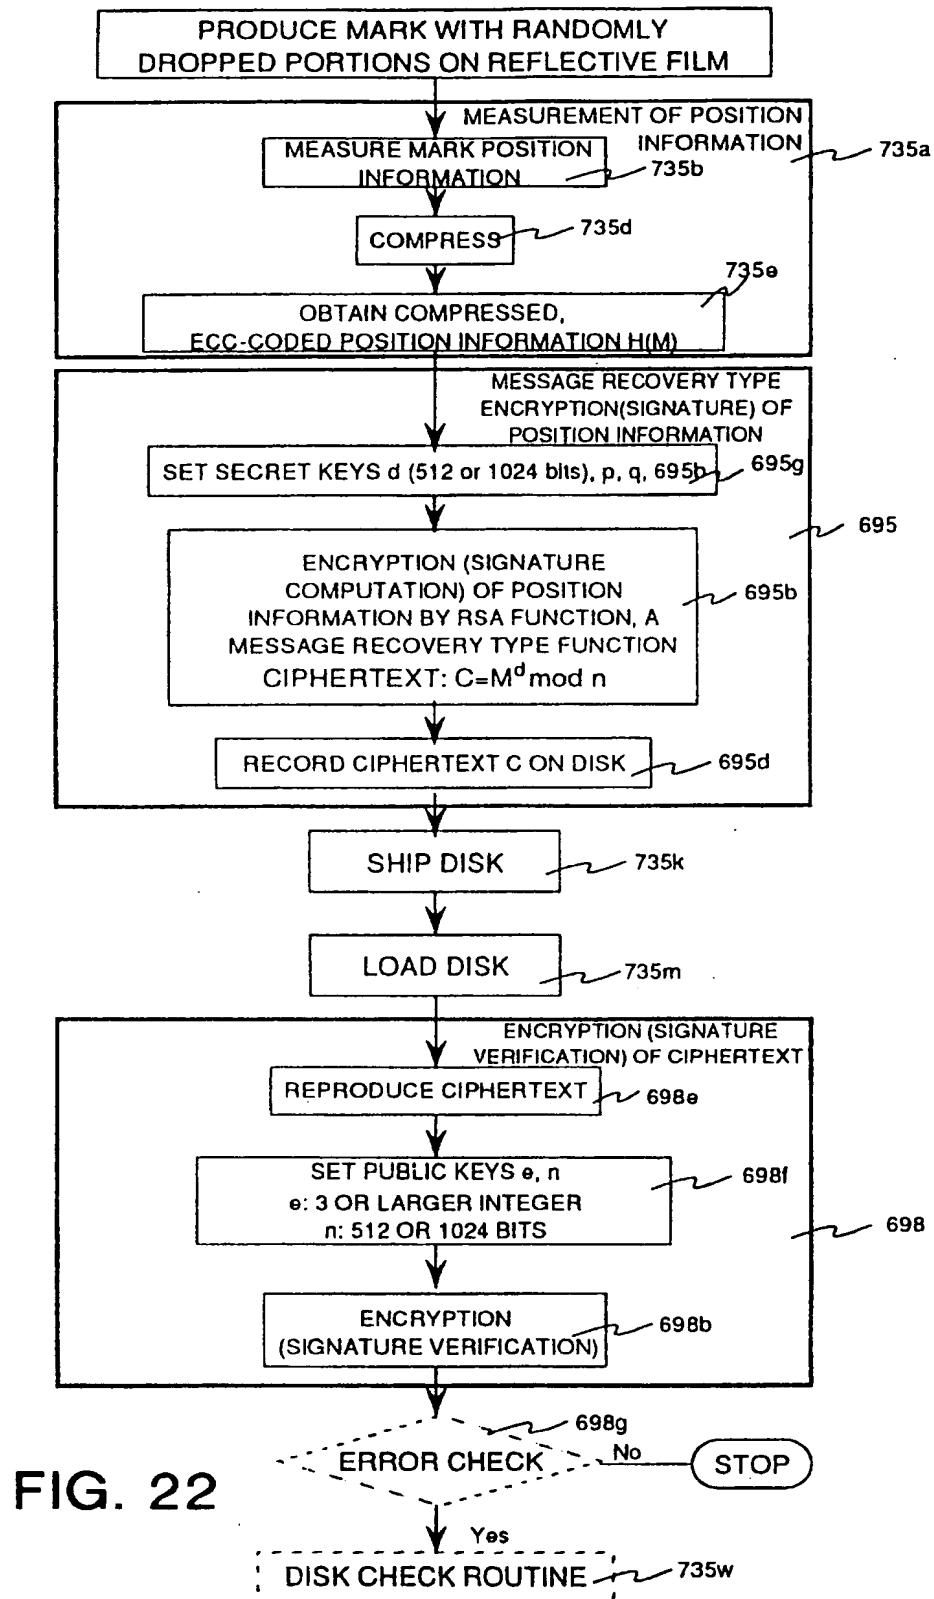 PRODUCE MARK WITH RANDOMLY
DROPPED PORTIONS ON REFLECTIVE FILM
MEASUREMENT OF POSITION
INFORMATION
735a
MEASURE MARK POSITION
INFORMATION
735b
COMPRESS
735d
735e
OBTAIN COMPRESSED,
ECC-CODED POSITION INFORMATION H(M)
MESSAGE RECOVERY TYPE
ENCRYPTION(SIGNATURE) OF
POSITION INFORMATION
SET SECRET KEYS d (512 or 1024 bits), p, q, 695b
695g
695
ENCRYPTION (SIGNATURE
COMPUTATION) OF POSITION
INFORMATION BY RSA FUNCTION, A
MESSAGE RECOVERY TYPE FUNCTION
CIPHERTEXT: C=M^d mod n
695b
RECORD CIPHERTEXT C ON DISK
695d
SHIP DISK
735k
LOAD DISK
735m
ENCRYPTION (SIGNATURE
VERIFICATION) OF CIPHERTEXT
REPRODUCE CIPHERTEXT
698e
SET PUBLIC KEYS e, n
e: 3 OR LARGER INTEGER
n: 512 OR 1024 BITS
698f
698
ENCRYPTION
(SIGNATURE VERIFICATION)
698b
698g
ERROR CHECK
No
STOP
FIG. 22
Yes
DISK CHECK ROUTINE
735w